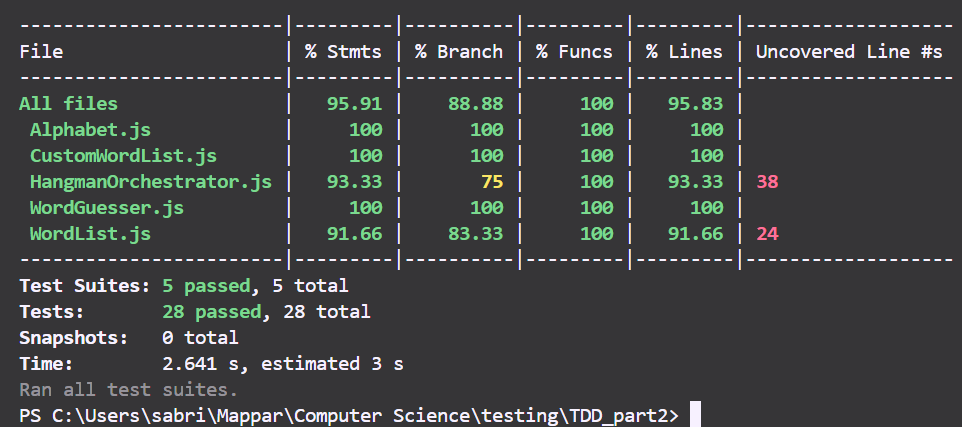 ------------------------|---------|----------|---------|---------|-------------------
File                    | % Stmts | % Branch | % Funcs | % Lines | Uncovered Line #s
------------------------|---------|----------|---------|---------|-------------------
All files               |   95.91 |    88.88 |     100 |   95.83 |
 Alphabet.js            |     100 |      100 |     100 |     100 |
 CustomWordList.js      |     100 |      100 |     100 |     100 |
 HangmanOrchestrator.js |   93.33 |       75 |     100 |   93.33 | 38
 WordGuesser.js         |     100 |      100 |     100 |     100 |
 WordList.js            |   91.66 |    83.33 |     100 |   91.66 | 24
------------------------|---------|----------|---------|---------|-------------------
Test Suites: 5 passed, 5 total
Tests:       28 passed, 28 total
Snapshots:   0 total
Time:        2.641 s, estimated 3 s
Ran all test suites.
PS C:\Users\sabri\Mappar\Computer Science\testing\TDD_part2>